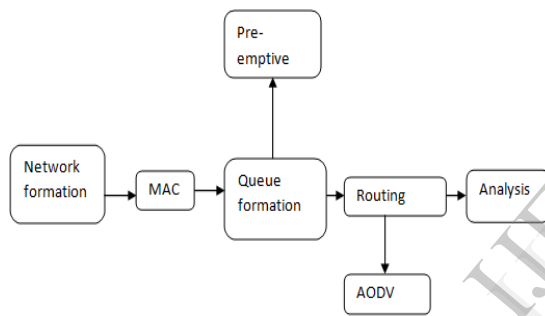 Pre-
emptive
Network
formation
MAC
Queue
formation
Routing
Analysis
AODV